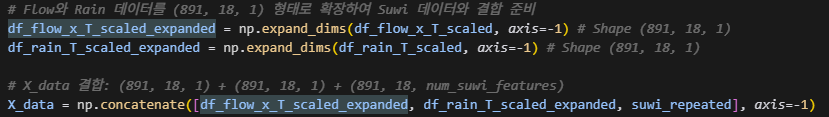 # Flow와 Rain 데이터를 (891, 18, 1) 형태로 확장하여 Suwi 데이터와 결합 준비
df_flow_x_T_scaled_expanded = np.expand_dims(df_flow_x_T_scaled, axis=-1) # Shape (891, 18, 1)
df_rain_T_scaled_expanded = np.expand_dims(df_rain_T_scaled, axis=-1) # Shape (891, 18, 1)
# X_data 결합: (891, 18, 1) + (891, 18, 1) + (891, 18, num_suwi_features)
X_data = np.concatenate([df_flow_x_T_scaled_expanded, df_rain_T_scaled_expanded, suwi_repeated], axis=-1)